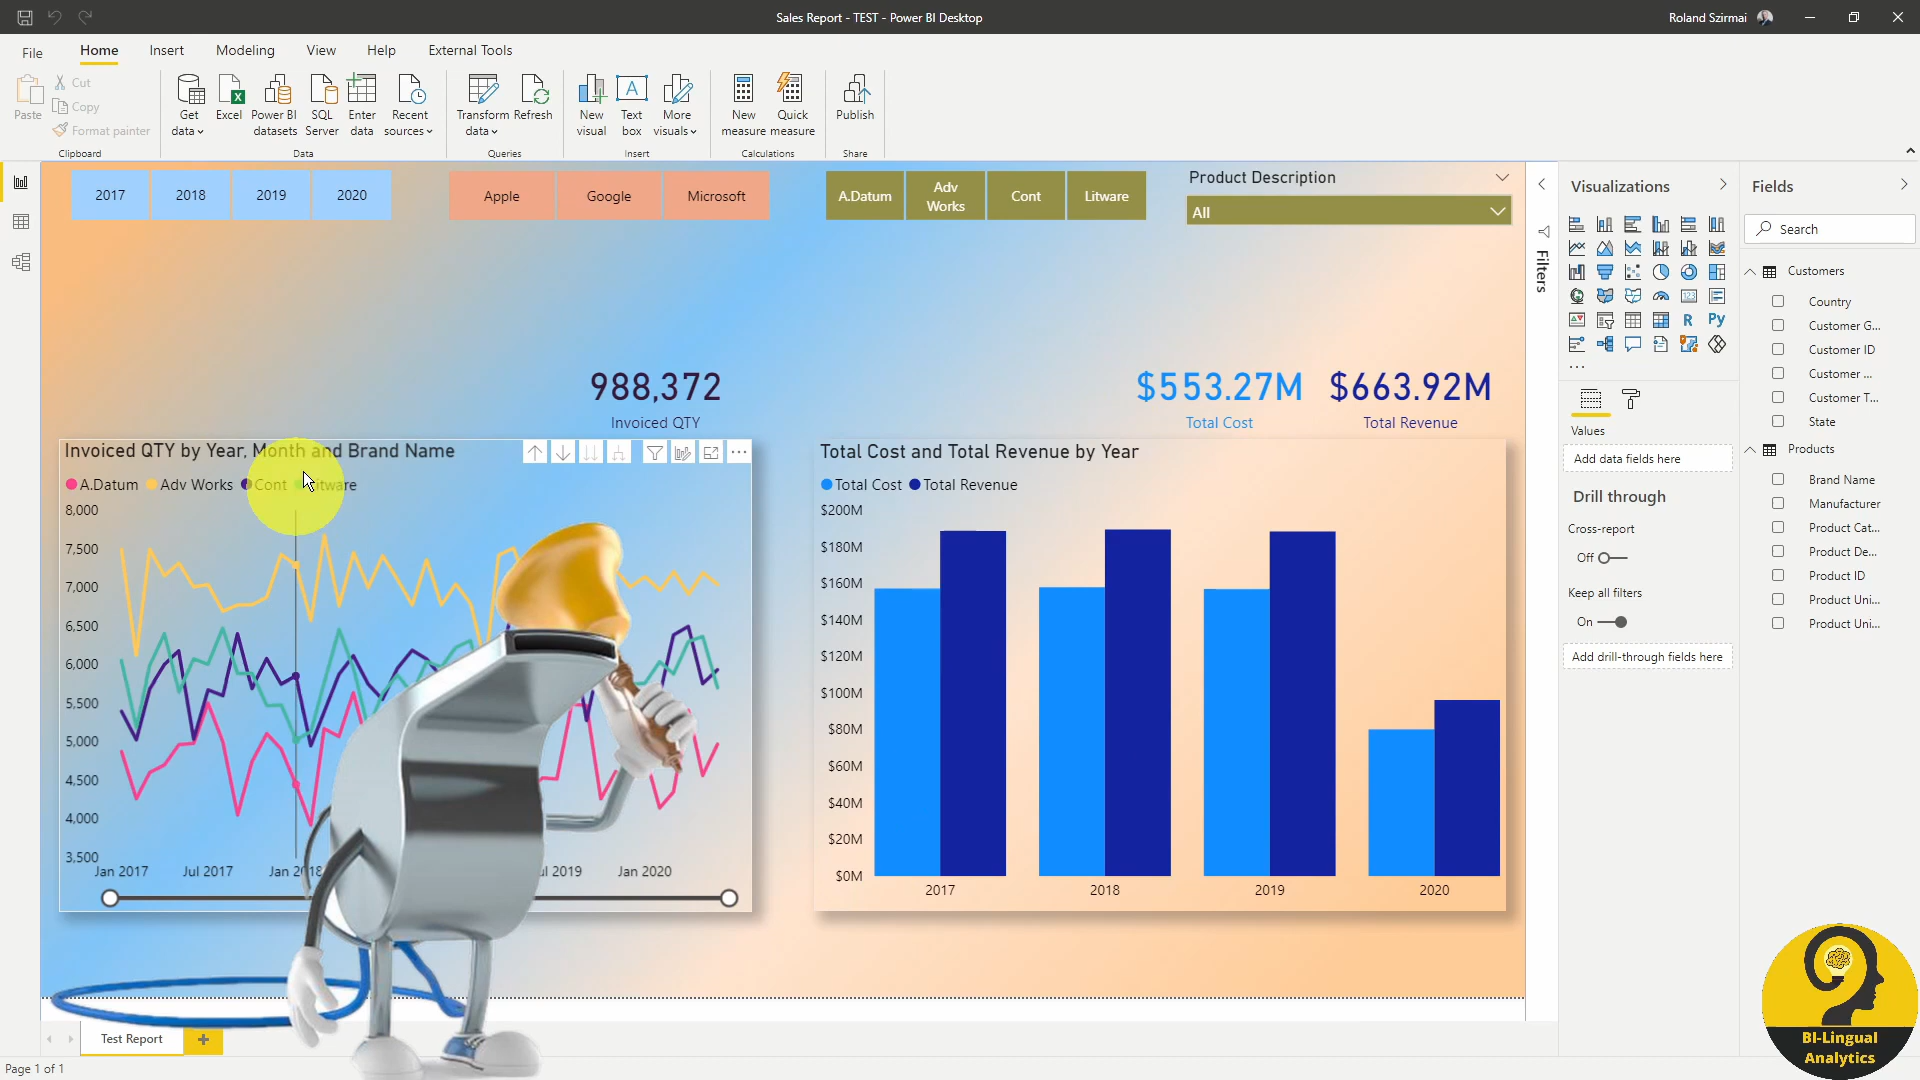 Sales Report - TEST - Power BI Desktop
Roland Szirmai
File Home Insert Modeling View Help External Tools
Paste
Cut
Copy
Format painter
Clipboard
Get data
Excel
Power BI datasets
SQL Server
Enter data
Recent sources
Data
Transform data
Refresh
Queries
New visual
Text box
More visuals
Insert
New measure
Quick measure
Calculations
Publish
Share
2017 2018 2019 2020
Apple Google Microsoft
A.Datum Adv Works Cont Litware
Product Description
All
988,372
Invoiced QTY
$553.27M
Total Cost
$663.92M
Total Revenue
Invoiced QTY by Year, Month and Brand Name
A.Datum Adv Works Cont Litware
8,000
7,500
7,000
6,500
6,000
5,500
5,000
4,500
4,000
3,500
Jan 2017 Jul 2017 Jan 2018 Jul 2019 Jan 2020
Total Cost and Total Revenue by Year
Total Cost Total Revenue
$200M
$180M
$160M
$140M
$120M
$100M
$80M
$60M
$40M
$20M
$0M
2017 2018 2019 2020
Filters
Visualizations
R Py
123
...
Values
Add data fields here
Drill through
Cross-report
Off
Keep all filters
On
Add drill-through fields here
Fields
Search
Customers
Country
Customer G...
Customer ID
Customer ...
Customer T...
State
Products
Brand Name
Manufacturer
Product Cat...
Product De...
Product ID
Product Uni...
Product Uni...
Test Report
Page 1 of 1
BI-Lingual
Analytics